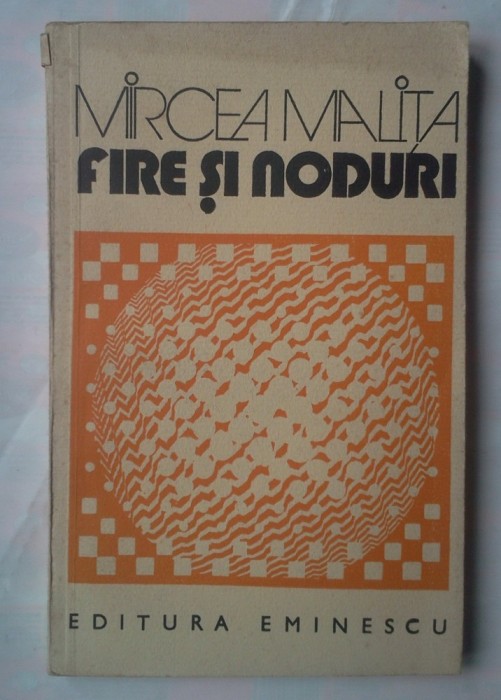 MIRCEA MALIȚA
FIRE ȘI NODURI
EDITURA EMINESCU